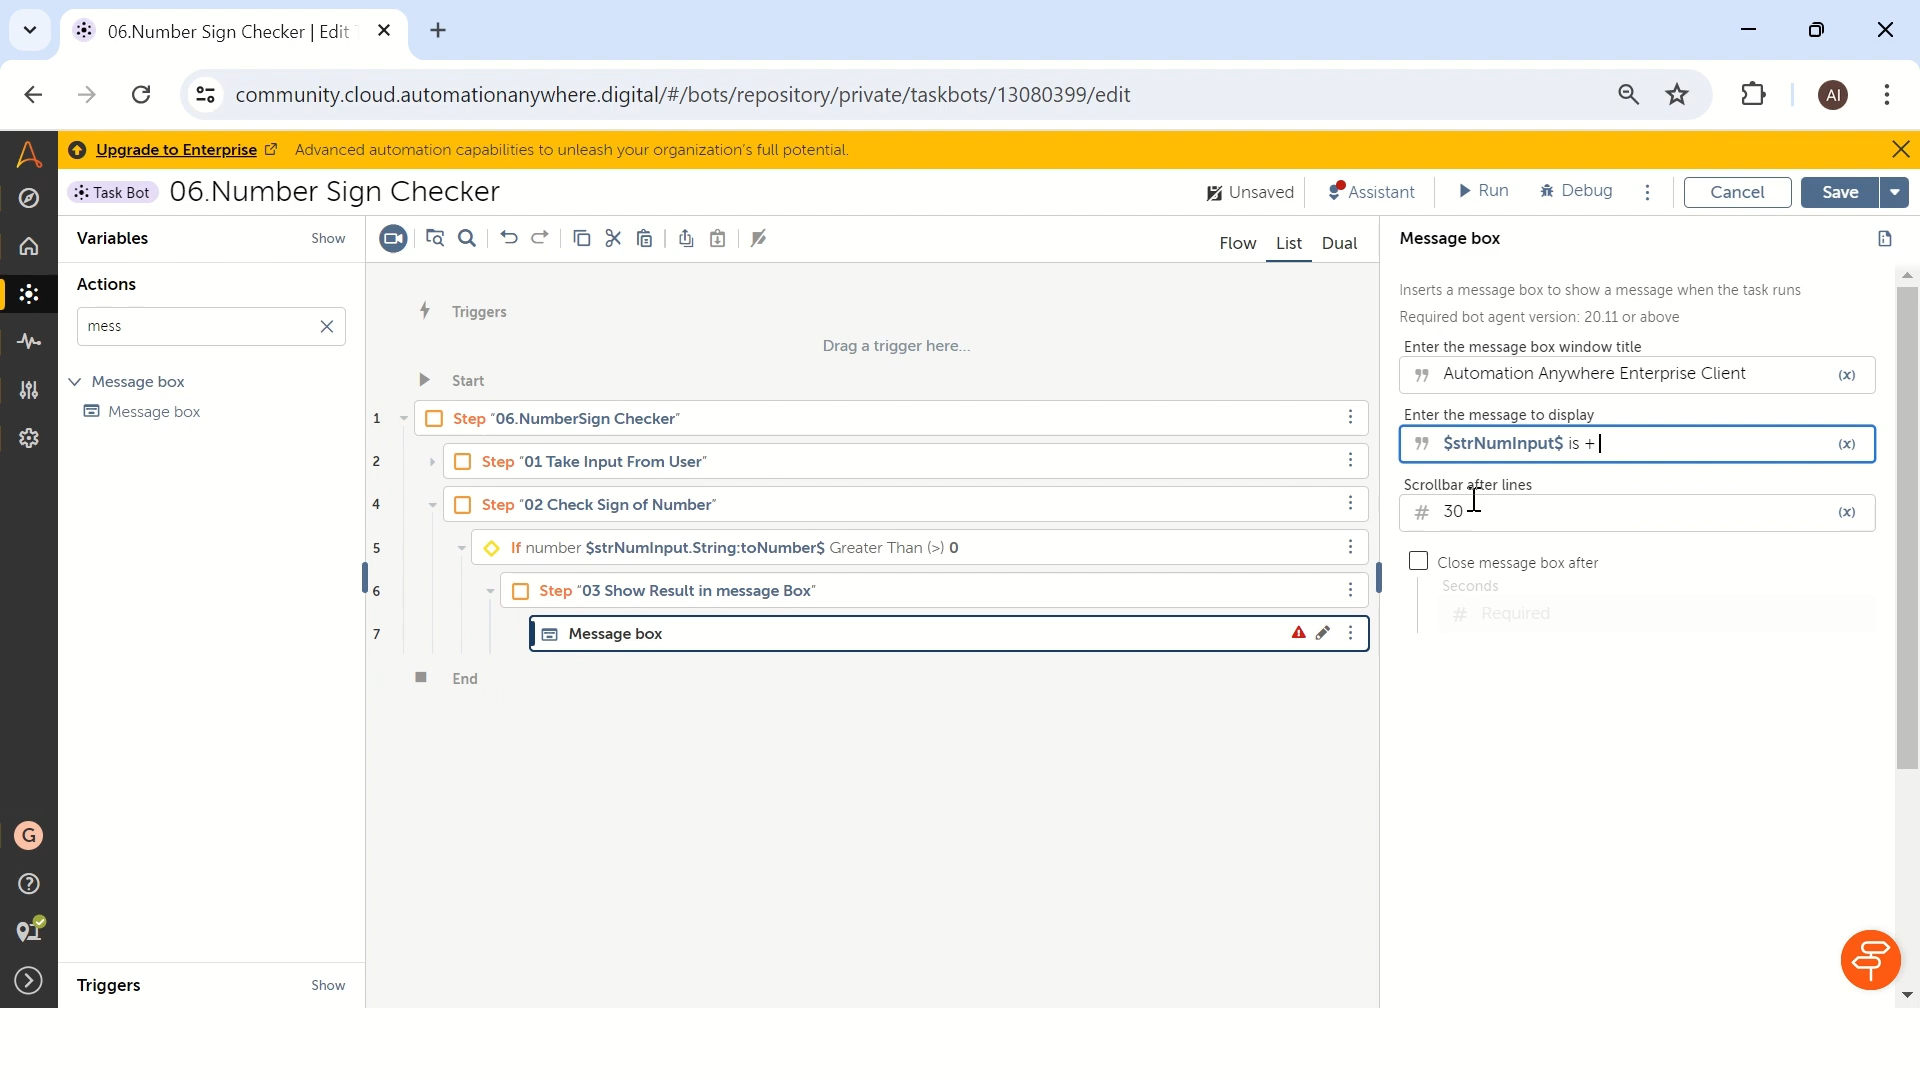 06.Number Sign Checker | Edit
community.cloud.automationanywhere.digital/#/bots/repository/private/taskbots/13080399/edit
AI
Upgrade to Enterprise
Advanced automation capabilities to unleash your organization's full potential.
Task Bot
06.Number Sign Checker
Unsaved
Assistant
Run
Debug
Cancel
Save
Variables
Show
Flow
List
Dual
Message box
Actions
mess
Message box
Message box
Triggers
Drag a trigger here...
Start
1
Step "06.NumberSign Checker"
2
Step "01 Take Input From User"
4
Step "02 Check Sign of Number"
5
If number $strNumInput.String:toNumber$ Greater Than (>) 0
6
Step "03 Show Result in message Box"
7
Message box
End
Inserts a message box to show a message when the task runs
Required bot agent version: 20.11 or above
Enter the message box window title
Automation Anywhere Enterprise Client
(x)
Enter the message to display
$strNumInput$ is +
(x)
Scrollbar after lines
# 30
(x)
Close message box after
Seconds
# Required
G
Triggers
Show